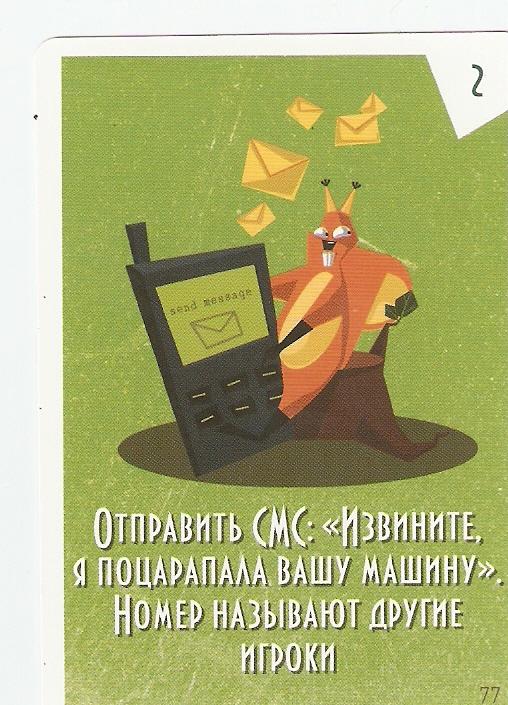 2
send message
Отправить СМС: «Извините,
я поцарапала вашу машину».
Номер называют другие
игроки
77